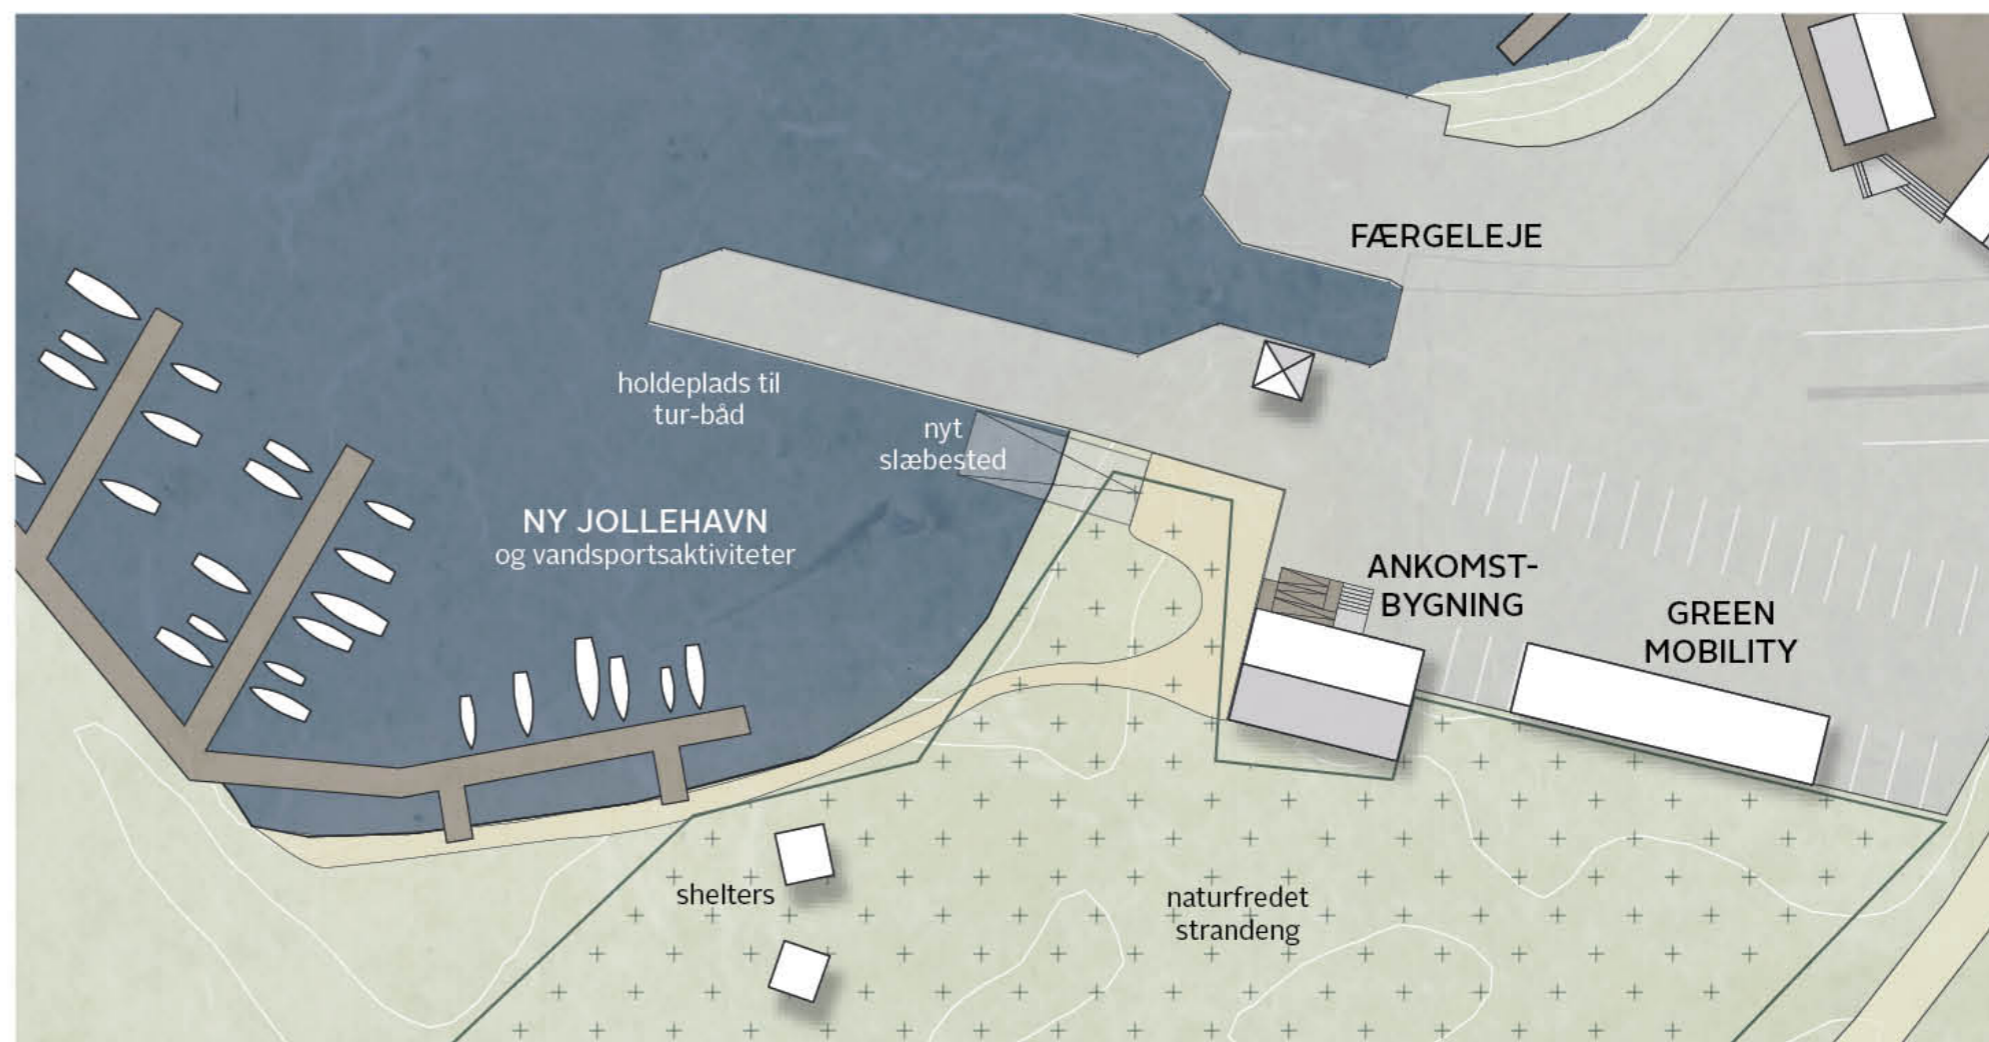 FÆRGELEJE
holdeplads til
tur-båd
nyt
slæbested
NY JOLLEHAVN
og vandsportsaktiviteter
ANKOMST-
BYGNING
GREEN
MOBILITY
shelters
naturfredet
strandeng